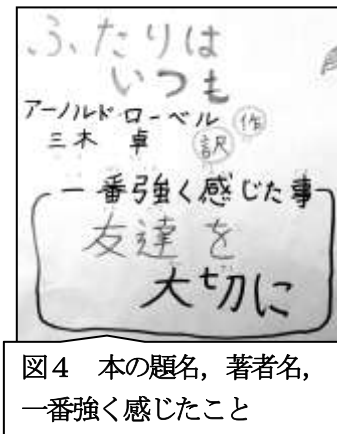 ふたりは
いつも
アーノルド ローベル 作
三木 卓 訳
一番強く感じた事
友達を
大切に
図4 本の題名，著者名，
一番強く感じたこと